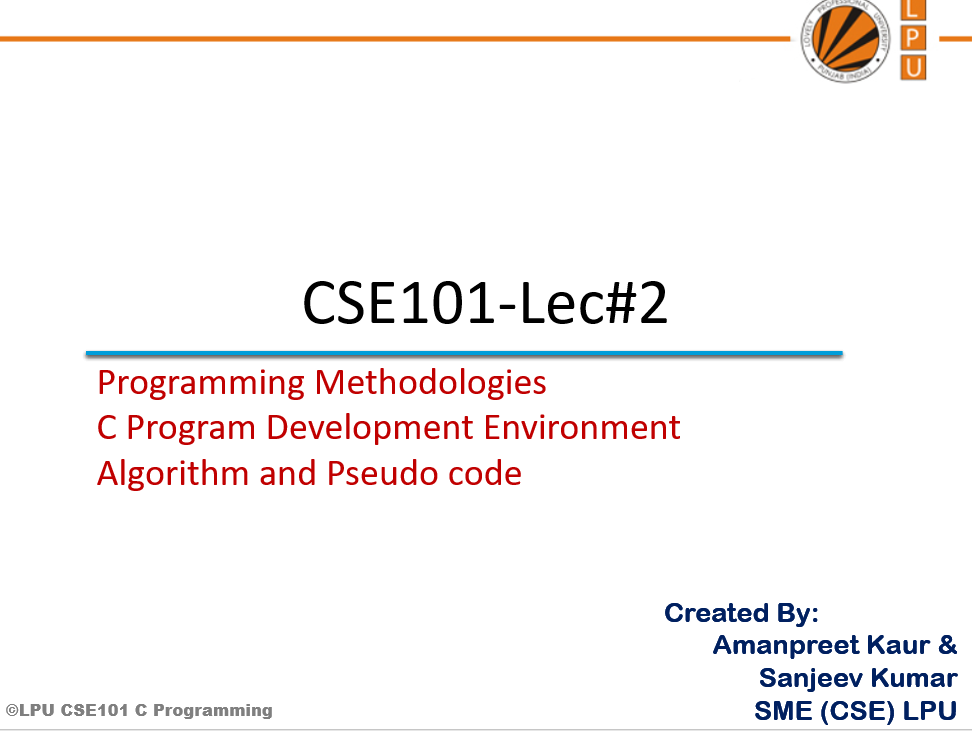 LOVELY PROFESSIONAL UNIVERSITY
PUNJAB (INDIA)
L
P
U
CSE101-Lec#2
Programming Methodologies
C Program Development Environment
Algorithm and Pseudo code
Created By:
Amanpreet Kaur &
Sanjeev Kumar
SME (CSE) LPU
©LPU CSE101 C Programming